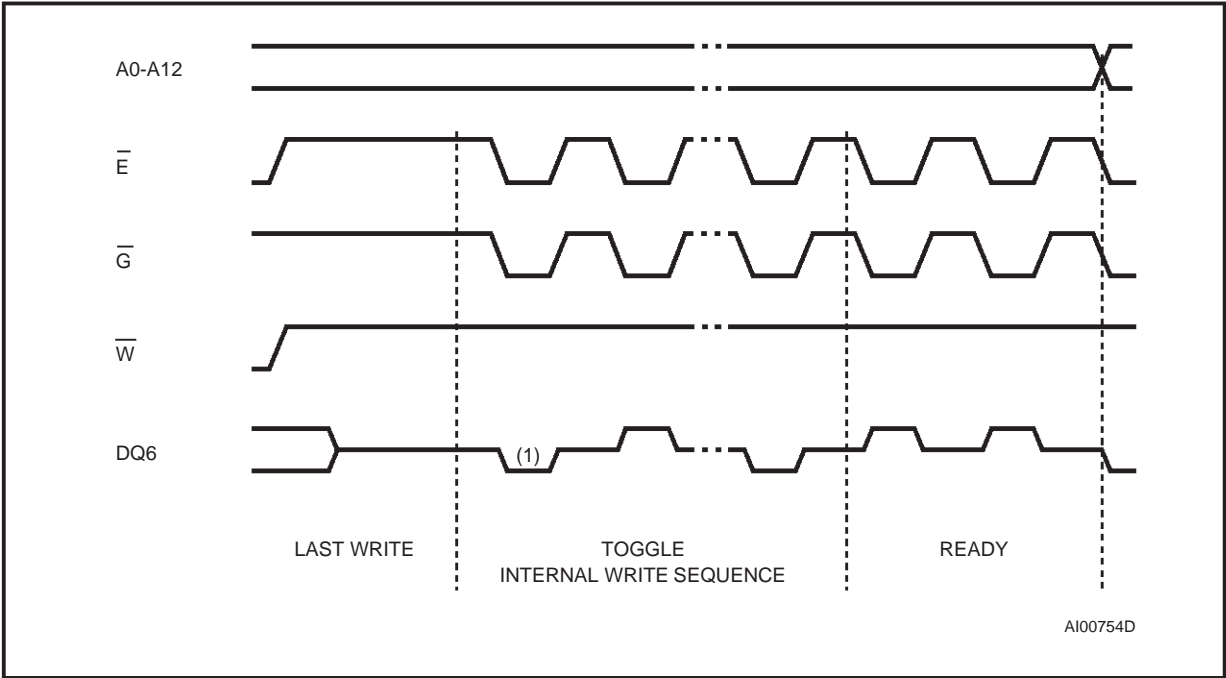 A0-A12
E̅
G̅
W̅
DQ6
(1)
LAST WRITE
TOGGLE
READY
INTERNAL WRITE SEQUENCE
AI00754D